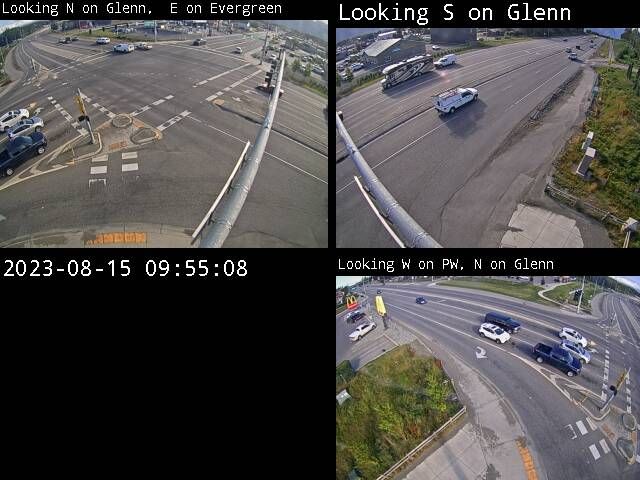 Looking N on Glenn,  E on Evergreen
Looking S on Glenn
2023-08-15 09:55:08
Looking W on PW, N on Glenn